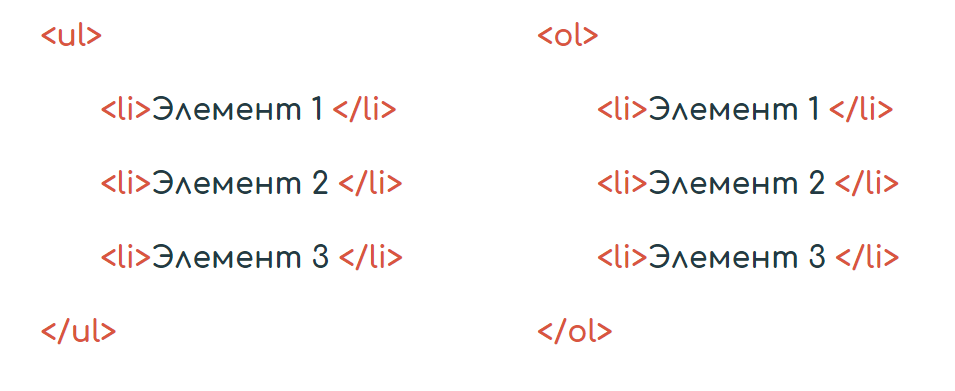 <ul>
<li>Элемент 1 </li>
<li>Элемент 2 </li>
<li>Элемент 3 </li>
</ul>
<ol>
<li>Элемент 1 </li>
<li>Элемент 2 </li>
<li>Элемент 3 </li>
</ol>